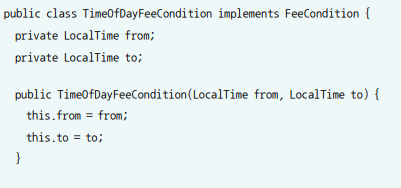 public class TimeOfDayFeeCondition implements FeeCondition {
private LocalTime from;
private LocalTime to;
public TimeOfDayFeeCondition(LocalTime from, LocalTime to) {
this.from = from;
this.to = to;
}